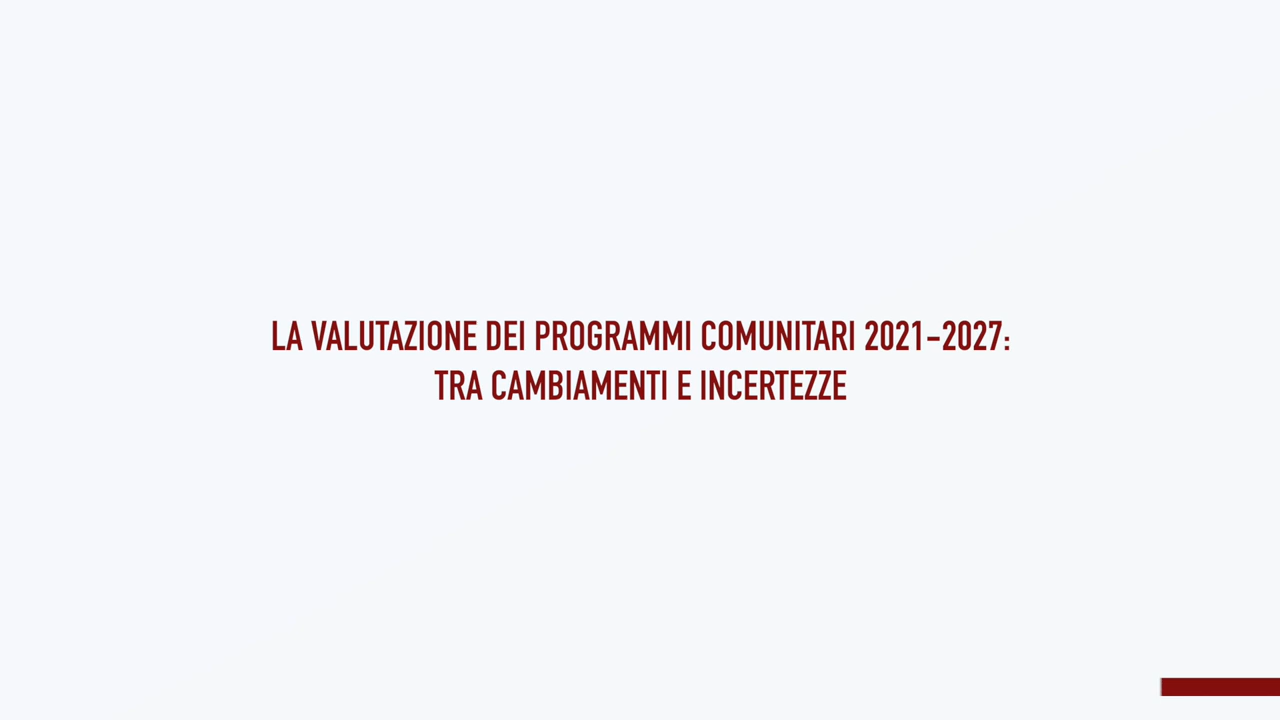 LA VALUTAZIONE DEI PROGRAMMI COMUNITARI 2021-2027:
TRA CAMBIAMENTI E INCERTEZZE